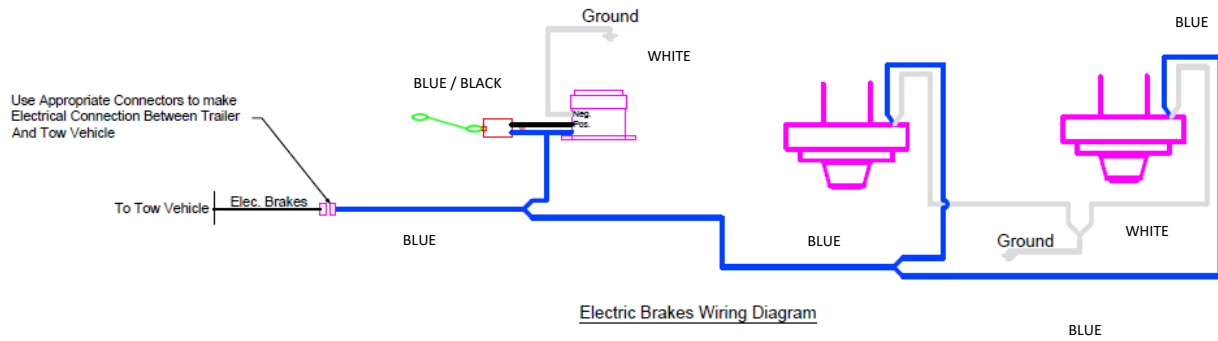 Ground
BLUE
WHITE
BLUE / BLACK
Use Appropriate Connectors to make
Electrical Connection Between Trailer
And Tow Vehicle
Neg.
Pos.
To Tow Vehicle
Elec. Brakes
BLUE
BLUE
WHITE
Ground
Electric Brakes Wiring Diagram
BLUE